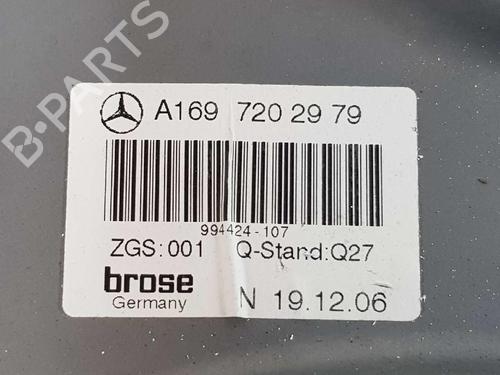 B-PARTS
A169 720 29 79
994424-107
ZGS:001 Q-Stand:Q27
brose
Germany N 19.12.06